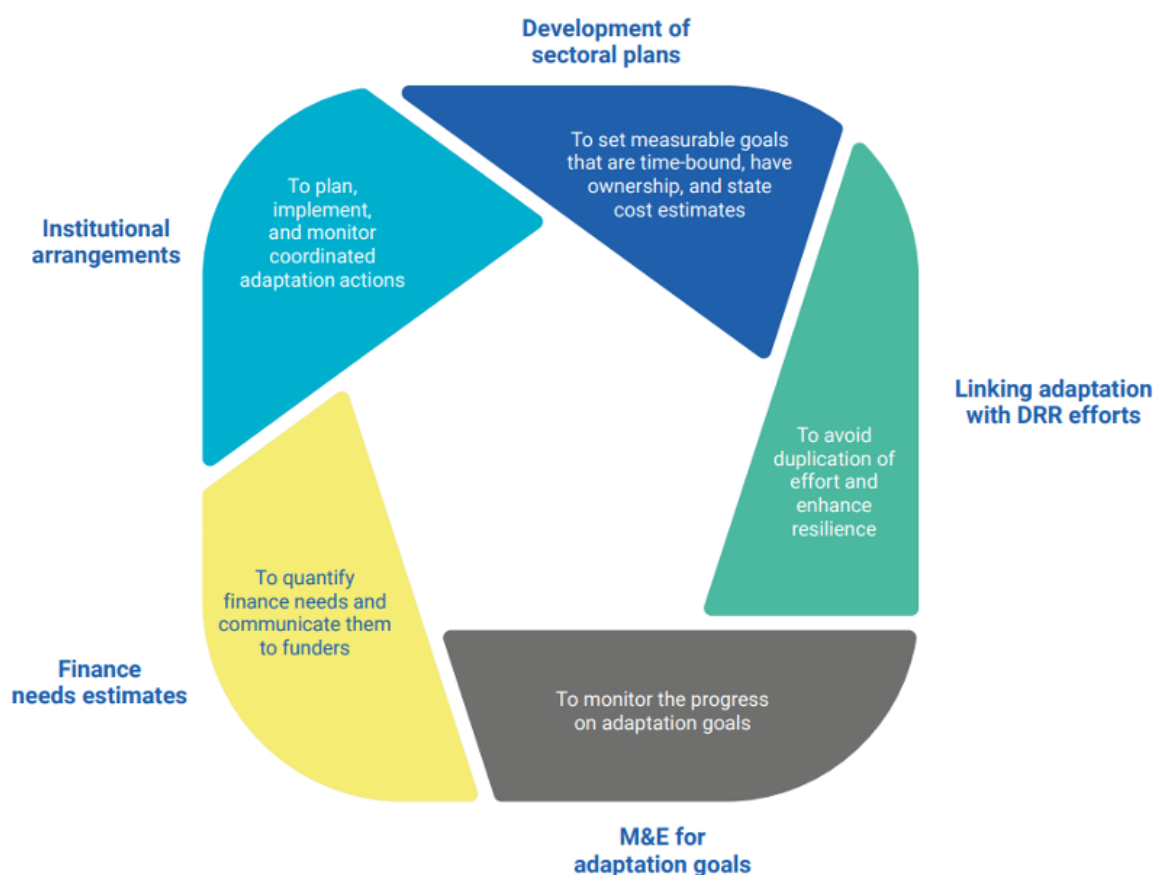 Development of
sectoral plans
To set measurable goals
that are time-bound, have
ownership, and state
cost estimates
Linking adaptation
with DRR efforts
To avoid
duplication of
effort and
enhance
resilience
M&E for
adaptation goals
To monitor the progress
on adaptation goals
Finance
needs estimates
To quantify
finance needs and
communicate them
to funders
Institutional
arrangements
To plan,
implement,
and monitor
coordinated
adaptation actions